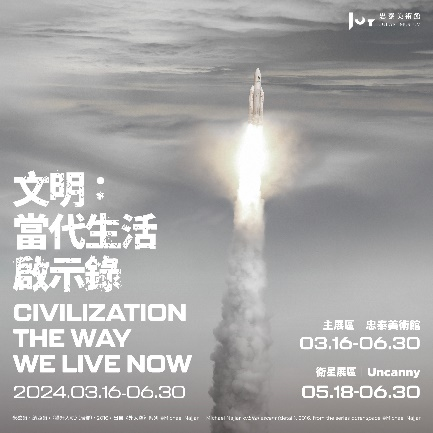 忠泰美術館
文明：
當代生活
啟示錄
CIVILIZATION
THE WAY
WE LIVE NOW
2024.03.16-06.30
主展區 忠泰美術館
03.16-06.30
衛星展區 Uncanny
05.18-06.30